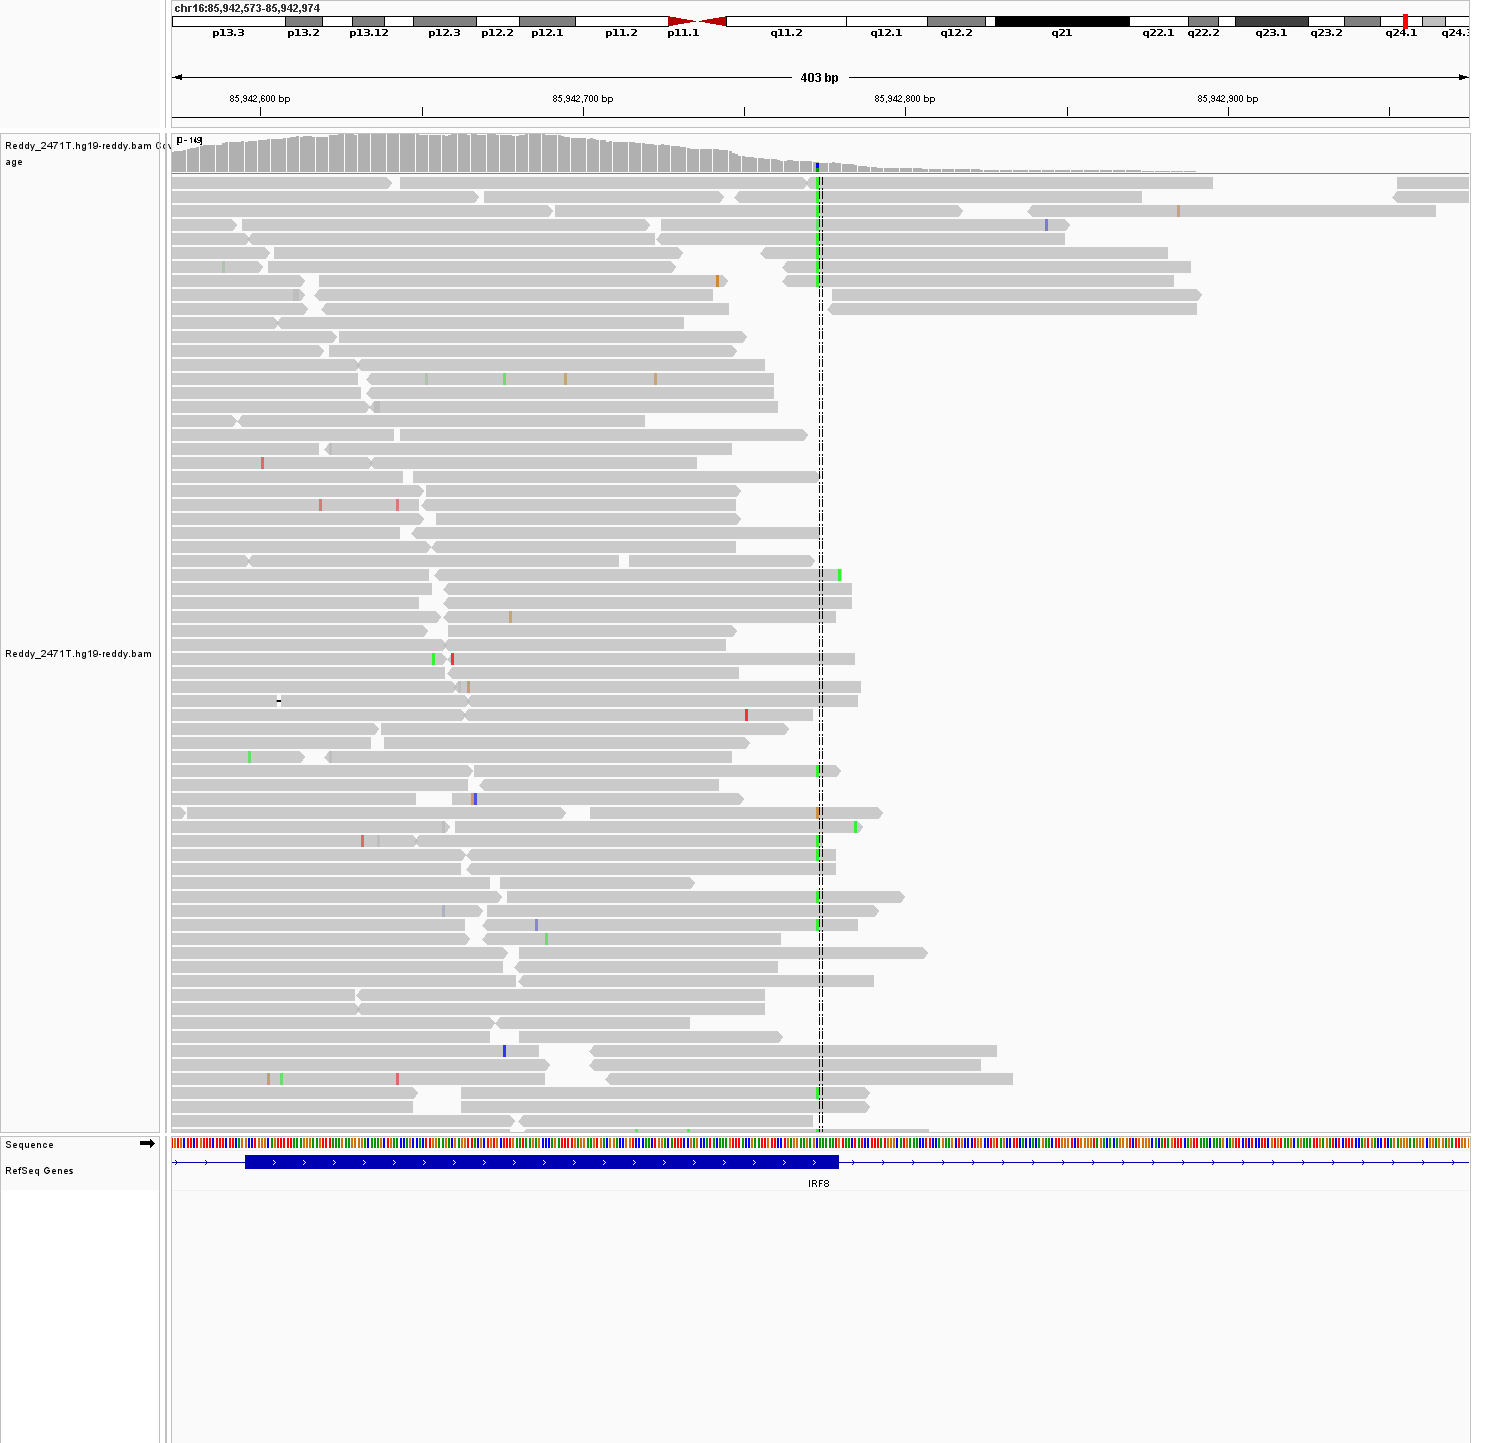 chr16:85,942,573-85,942,974
p13.3 p13.2 p13.12 p12.3 p12.2 p12.1 p11.2 p11.1 q11.2 q12.1 q12.2 q21 q22.1 q22.2 q23.1 q23.2 q24.1 q24.3
403 bp
85,942,600 bp 85,942,700 bp 85,942,800 bp 85,942,900 bp
[0 - 149]
Reddy_2471T.hg19-reddy.bam Cov
age
Reddy_2471T.hg19-reddy.bam
Sequence
RefSeq Genes
IRF8